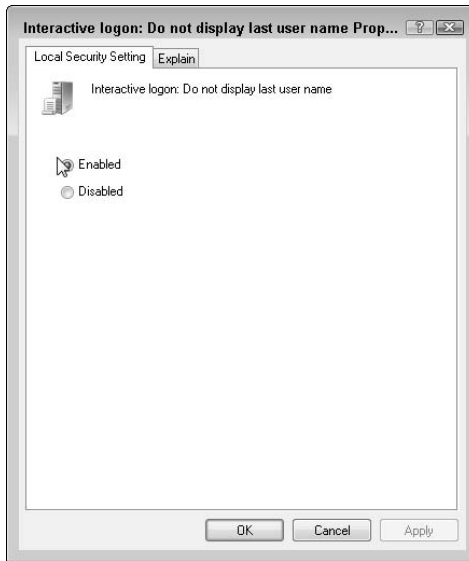 Interactive logon: Do not display last user name Prop...
Local Security Setting
Explain
Interactive logon: Do not display last user name
Enabled
Disabled
OK
Cancel
Apply